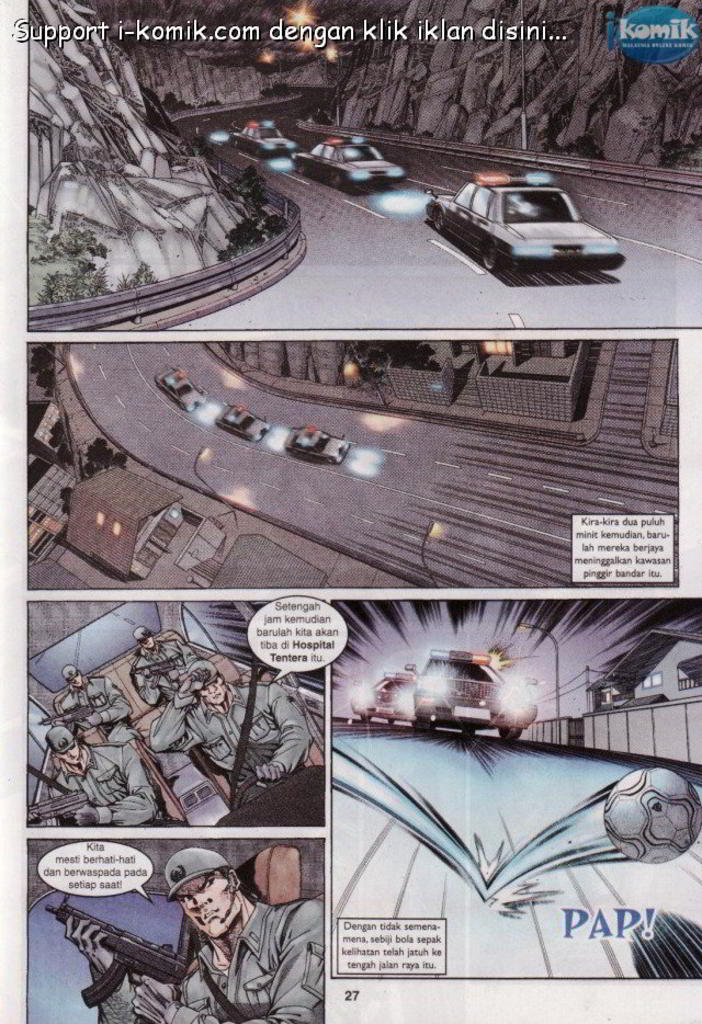 Support i-komik.com dengan klik iklan disini...
ikomik
MALAYSIA ONLINE KOMIK
Kira-kira dua puluh
minit kemudian, baru-
lah mereka berjaya
meninggalkan kawasan
pinggir bandar itu.
Setengah
jam kemudian
barulah kita akan
tiba di Hospital
Tentera itu.
Kita
mesti berhati-hati
dan berwaspada pada
setiap saat!
PAP!
Dengan tidak semena-
mena, sebiji bola sepak
kelihatan telah jatuh ke
tengah jalan raya itu.
27